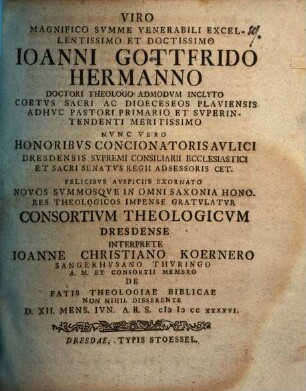 VIRO
MAGNIFICO SVMME VENERABILI EXCEL-
LENTISSIMO ET DOCTISSIMO
IOANNI GOTTFRIDO
HERMANNO
DOCTORI THEOLOGO ADMODVM INCLYTO
COETVS SACRI AC DIOECESEOS PLAVIENSIS
ADHVC PASTORI PRIMARIO ET SVPERIN-
TENDENTI MERITISSIMO
NVNC VERO
HONORIBVS CONCIONATORIS AVLICI
DRESDENSIS SVPREMI CONSILIARII ECCLESIASTICI
ET SACRI SENATVS REGII ADSESSORIS CET.
FELICIBVS AVSPICIIS EXORNATO
NOVOS SVMMOSQVE IN OMNI SAXONIA HONO-
RES THEOLOGICOS IMPENSE GRATVLATVR
CONSORTIVM THEOLOGICVM
DRESDENSE
INTERPRETE
IOANNE CHRISTIANO KOERNERO
SANGERHVSANO THVRINGO
A. M. ET CONSORTII MEMBRO
DE
FATIS THEOLOGIAE BIBLICAE
NON NIHIL DISSERENTE
D. XII. MENS. IVN. A. R. S. cIɔ Iɔ cc XXXXVI.
DRESDAE, TYPIS STOESSEL.